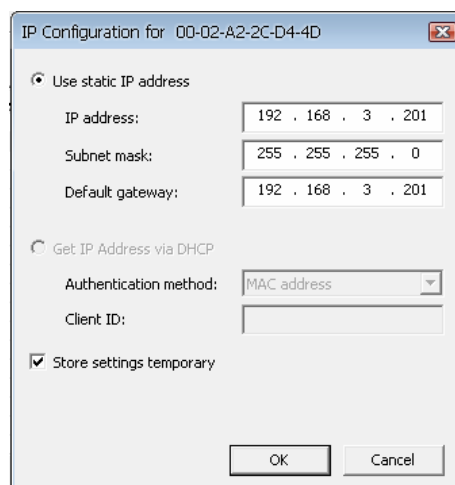 IP Configuration for 00-02-A2-2C-D4-4D
Use static IP address
IP address: 192 . 168 . 3 . 201
Subnet mask: 255 . 255 . 255 . 0
Default gateway: 192 . 168 . 3 . 201
Get IP Address via DHCP
Authentication method: MAC address
Client ID:
Store settings temporary
OK Cancel